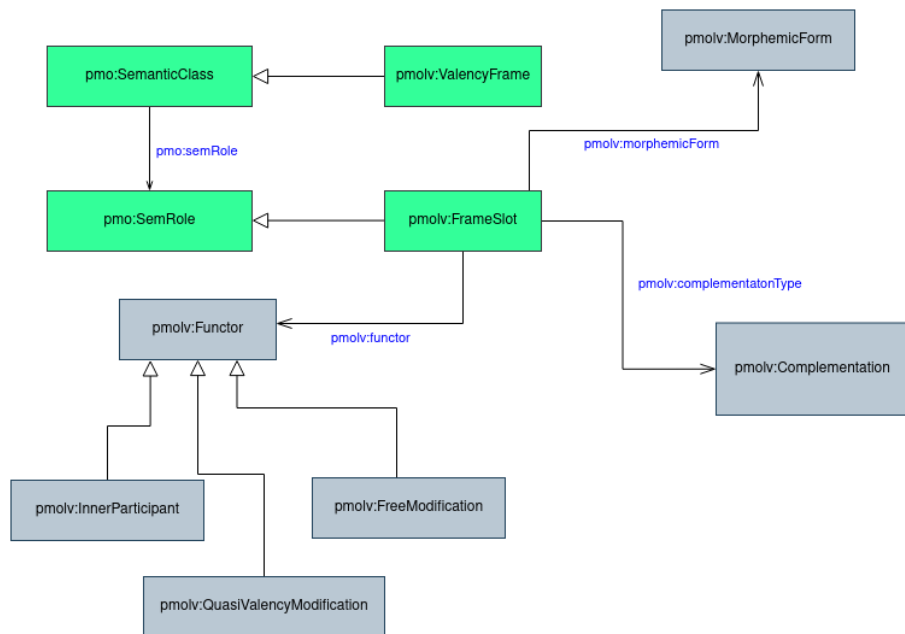 pmolv:MorphemicForm
pmo:SemanticClass
pmolv:ValencyFrame
pmolv:morphemicForm
pmo:semRole
pmo:SemRole
pmolv:FrameSlot
pmolv:complementatonType
pmolv:Functor
pmolv:functor
pmolv:Complementation
pmolv:InnerParticipant
pmolv:FreeModification
pmolv:QuasiValencyModification